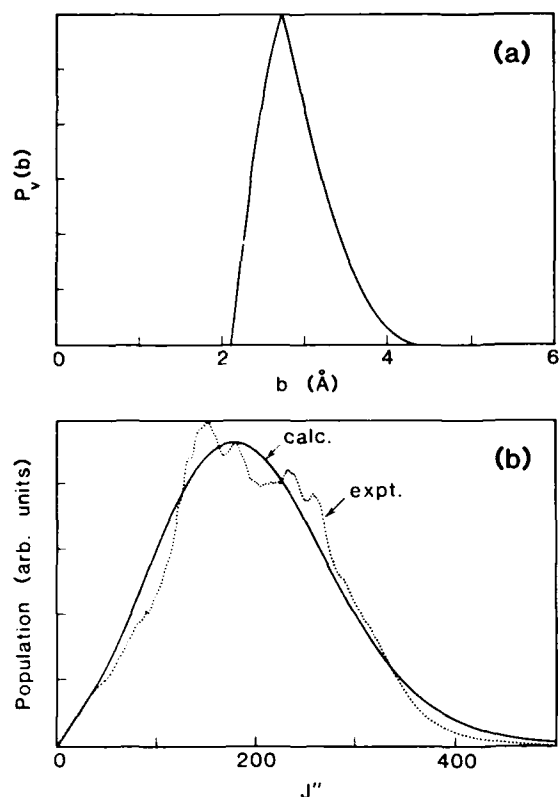 (a)
P_v(b)
0 2 4 6
b (Å)
(b)
calc.
expt.
Population (arb. units)
0 200 400
J''